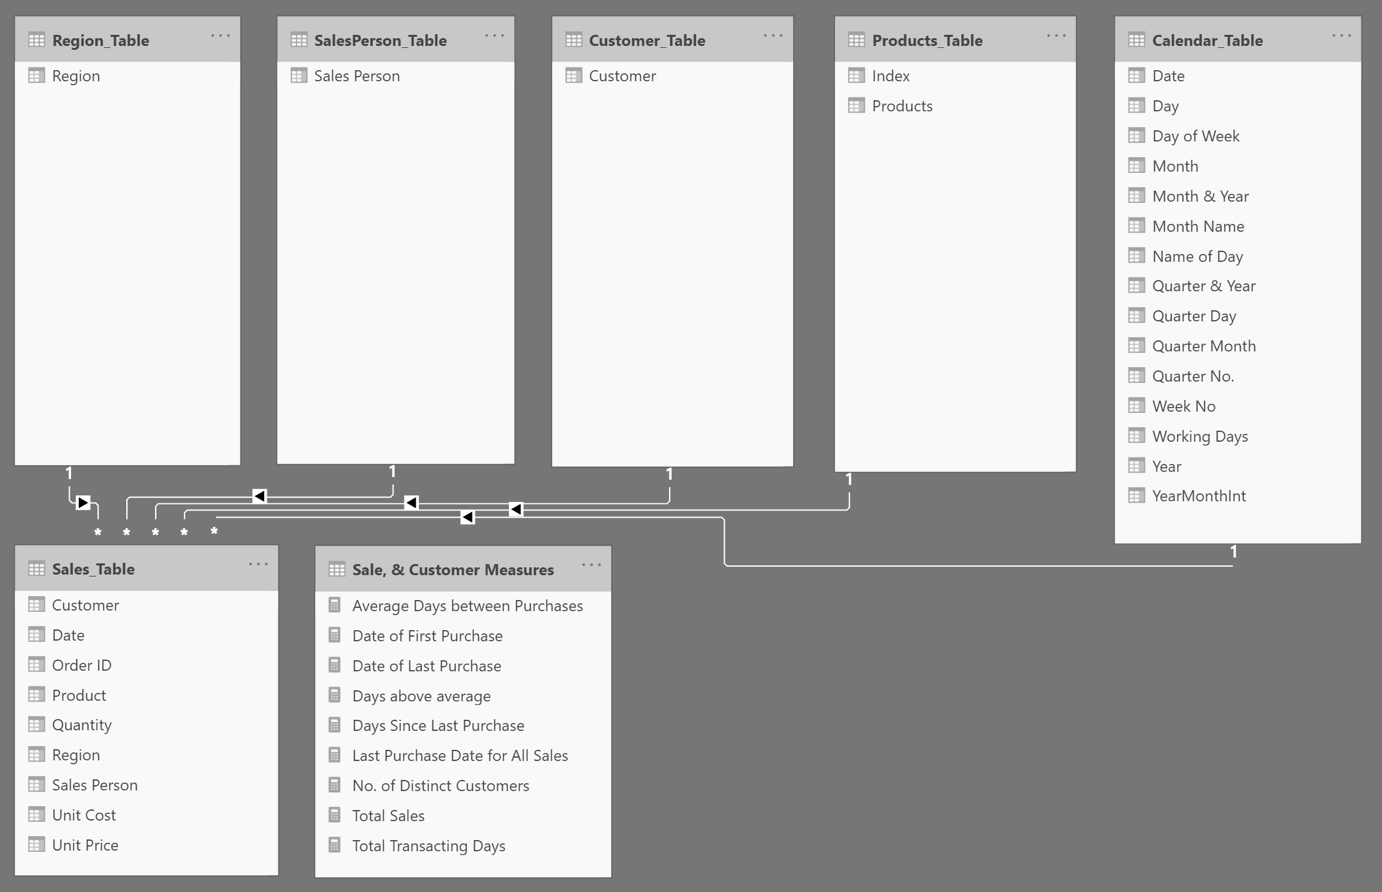 Region_Table
...
Region
SalesPerson_Table
...
Sales Person
Customer_Table
...
Customer
Products_Table
...
Index
Products
Calendar_Table
...
Date
Day
Day of Week
Month
Month & Year
Month Name
Name of Day
Quarter & Year
Quarter Day
Quarter Month
Quarter No.
Week No
Working Days
Year
YearMonthInt
1
1
1
1
1
* * * * *
Sales_Table
...
Customer
Date
Order ID
Product
Quantity
Region
Sales Person
Unit Cost
Unit Price
Sale, & Customer Measures
...
Average Days between Purchases
Date of First Purchase
Date of Last Purchase
Days above average
Days Since Last Purchase
Last Purchase Date for All Sales
No. of Distinct Customers
Total Sales
Total Transacting Days